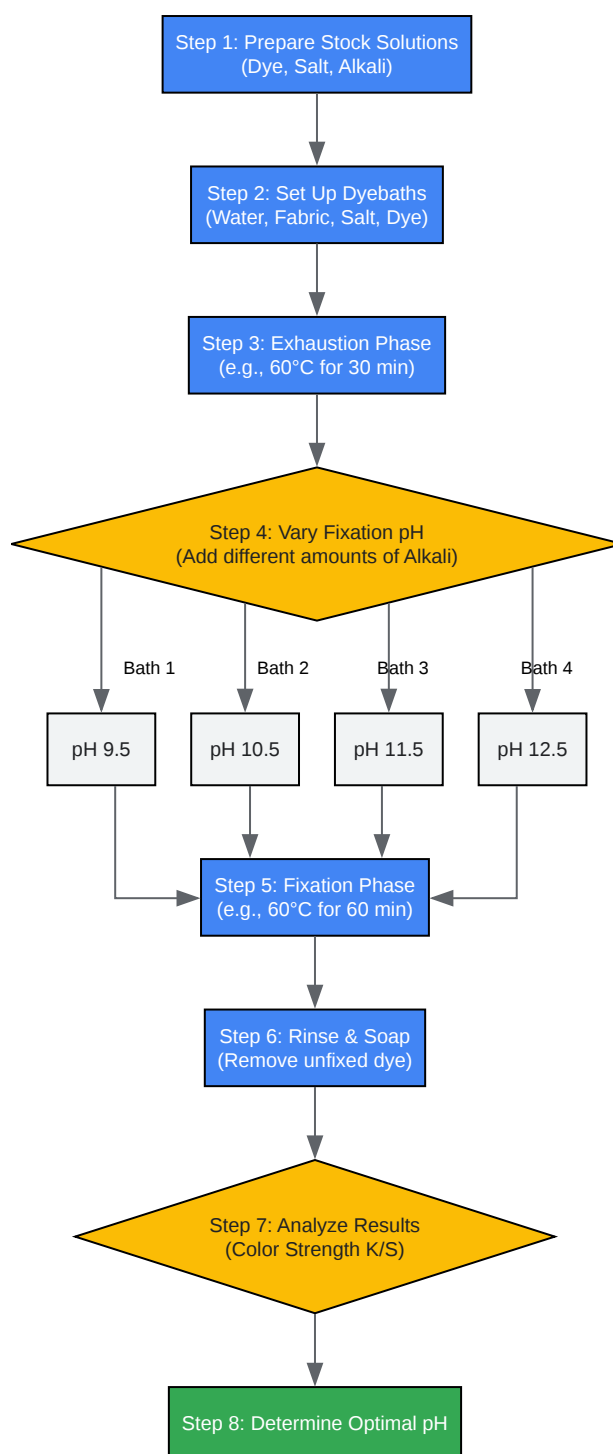 Step 1: Prepare Stock Solutions
(Dye, Salt, Alkali)
Step 2: Set Up Dyebaths
(Water, Fabric, Salt, Dye)
Step 3: Exhaustion Phase
(e.g., 60°C for 30 min)
Step 4: Vary Fixation pH
(Add different amounts of Alkali)
Bath 1
Bath 2
Bath 3
Bath 4
pH 9.5
pH 10.5
pH 11.5
pH 12.5
Step 5: Fixation Phase
(e.g., 60°C for 60 min)
Step 6: Rinse & Soap
(Remove unfixed dye)
Step 7: Analyze Results
(Color Strength K/S)
Step 8: Determine Optimal pH